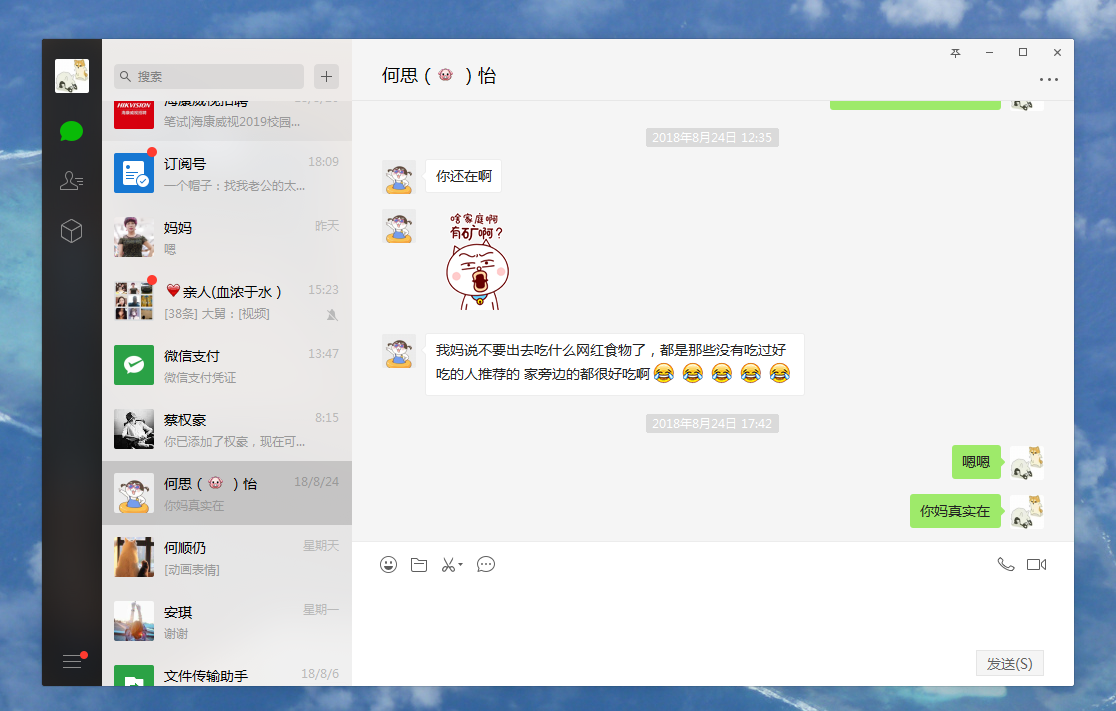 搜索
HIKVISION
海康威视招聘
笔试|海康威视2019校园...
订阅号
18:09
一个帽子：找我老公的太...
妈妈
昨天
嗯
亲人(血浓于水）
15:23
[38条] 大舅：[视频]
微信支付
13:47
微信支付凭证
蔡权豪
8:15
你已添加了权豪，现在可...
何思（🐷 ）怡
18/8/24
你妈真实在
何顺仍
星期天
[动画表情]
安琪
星期一
谢谢
文件传输助手
18/8/6
何思（🐷 ）怡
2018年8月24日 12:35
你还在啊
啥家庭啊
有矿啊？
我妈说不要出去吃什么网红食物了，都是那些没有吃过好
吃的人推荐的 家旁边的都很好吃啊😂 😂 😂 😂 😂
2018年8月24日 17:42
嗯嗯
你妈真实在
发送(S)